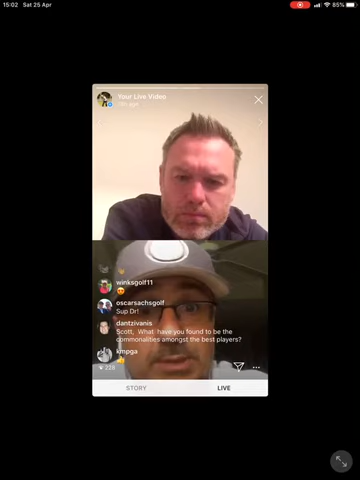 15:02 Sat 25 Apr
85%
Your Live Video
winksgolf11
oscarsachsgolf
Sup Dr!
dantzivanis
Scott, What have you found to be the
commonalities amongst the best players?
kmpga
228
STORY LIVE